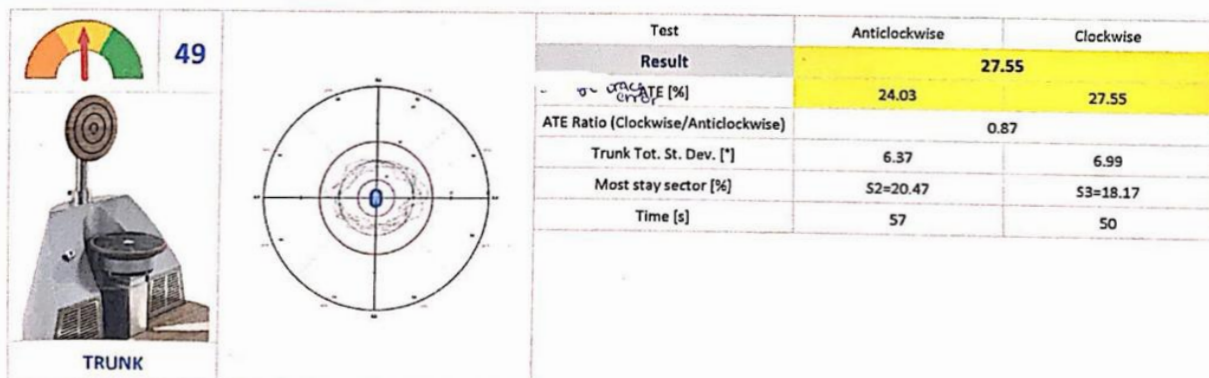 49
TRUNK
Test Anticlockwise Clockwise
Result 27.55
error
ATE [%] 24.03 27.55
ATE Ratio (Clockwise/Anticlockwise) 0.87
Trunk Tot. St. Dev. [°] 6.37 6.99
Most stay sector [%] S2=20.47 S3=18.17
Time [s] 57 50